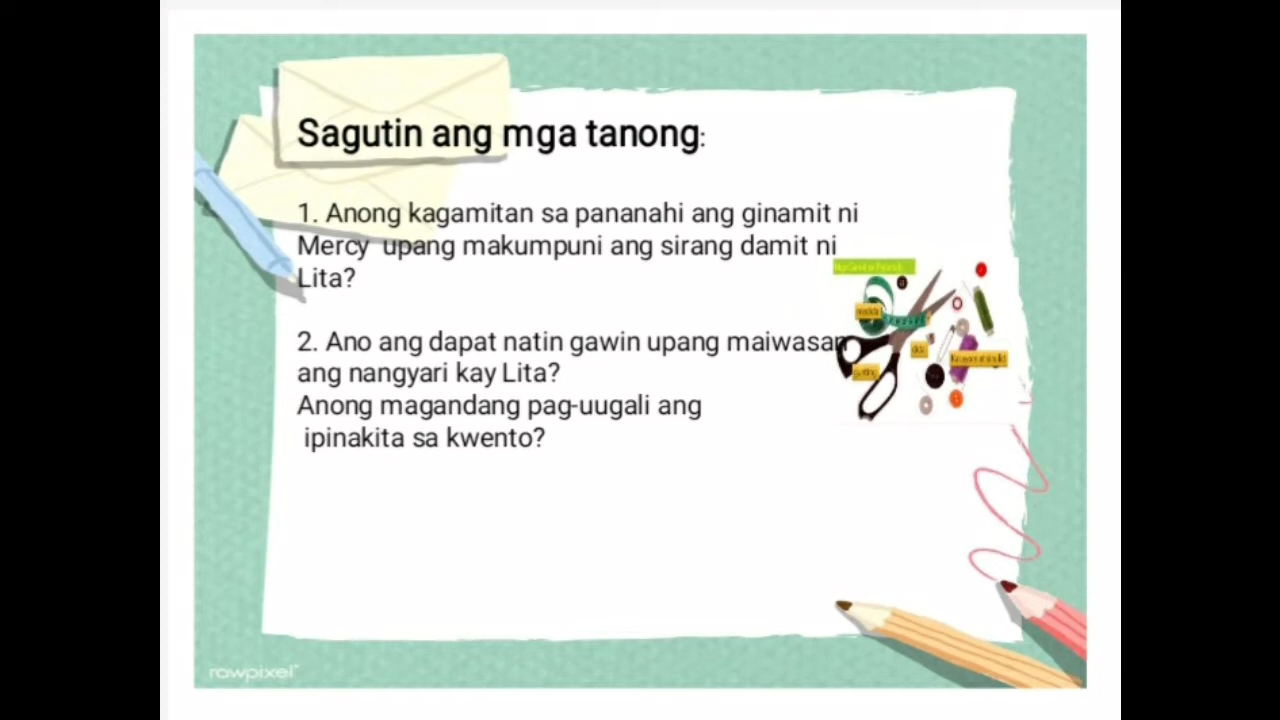 Sagutin ang mga tanong:
1. Anong kagamitan sa pananahi ang ginamit ni
Mercy upang makumpuni ang sirang damit ni
Lita?
2. Ano ang dapat natin gawin upang maiwasan
ang nangyari kay Lita?
Anong magandang pag-uugali ang
ipinakita sa kwento?
medida
gunting
rawpixel